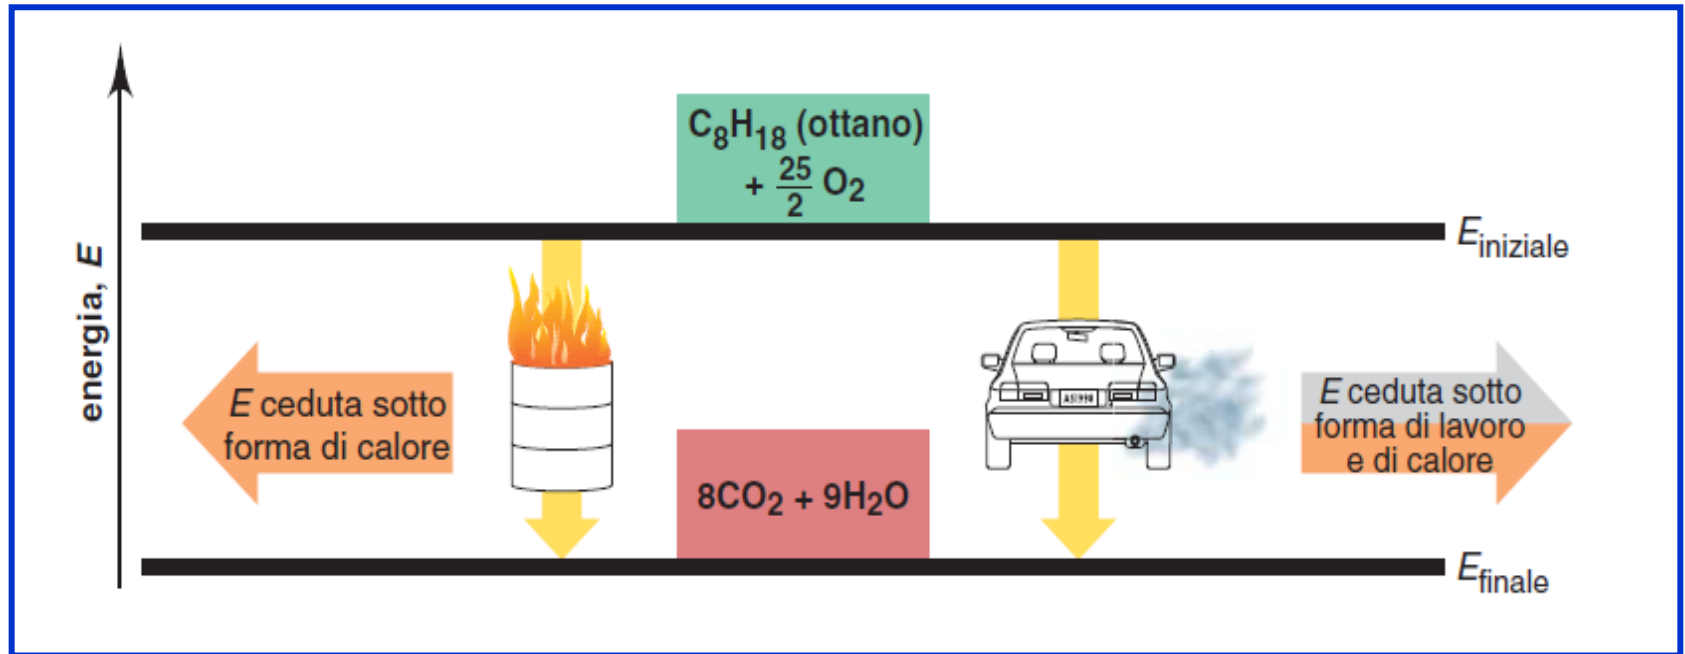 energia, E
C8H18 (ottano)
+ 25/2 O2
Einiziale
E ceduta sotto
forma di calore
AS1998
E ceduta sotto
forma di lavoro
e di calore
8CO2 + 9H2O
Efinale